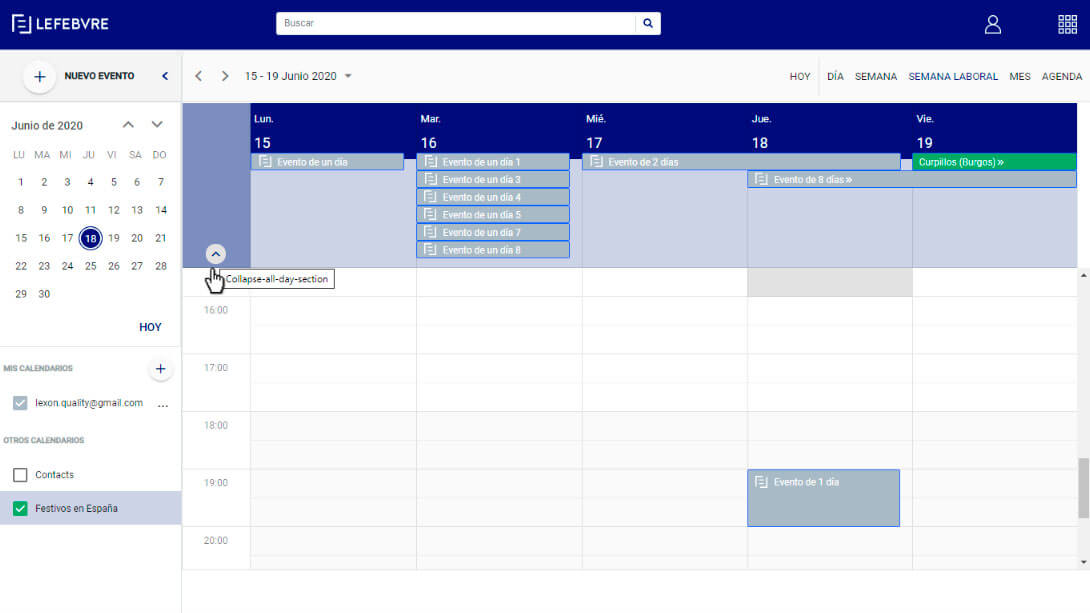 LEFEBVRE
Buscar
NUEVO EVENTO
15 - 19 Junio 2020
HOY
DÍA
SEMANA
SEMANA LABORAL
MES
AGENDA
Junio de 2020
LU MA MI JU VI SA DO
1 2 3 4 5 6 7
8 9 10 11 12 13 14
15 16 17 18 19 20 21
22 23 24 25 26 27 28
29 30
HOY
MIS CALENDARIOS
lexon.quality@gmail.com ...
OTROS CALENDARIOS
Contacts
Festivos en España
Lun. Mar. Mié. Jue. Vie.
15 16 17 18 19
Evento de un día
Evento de un día 1
Evento de 2 días
Curpillos (Burgos) »
Evento de un día 3
Evento de 8 días »
Evento de un día 4
Evento de un día 5
Evento de un día 7
Evento de un día 8
Collapse-all-day-section
16:00
17:00
18:00
19:00
Evento de 1 día
20:00